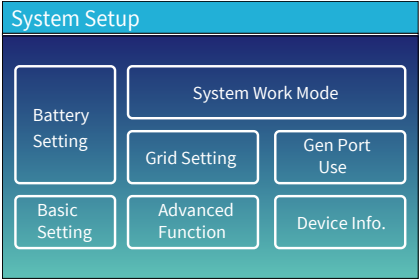 System Setup
System Work Mode
Battery
Setting
Grid Setting
Gen Port
Use
Basic
Setting
Advanced
Function
Device Info.